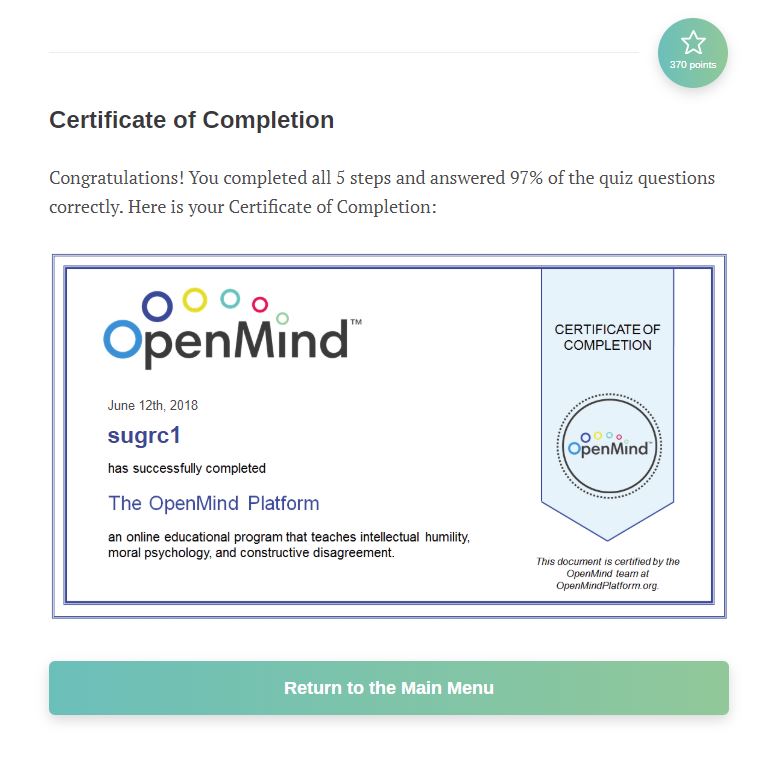 370 points
Certificate of Completion
Congratulations! You completed all 5 steps and answered 97% of the quiz questions
correctly. Here is your Certificate of Completion:
OpenMind™
June 12th, 2018
sugrc1
has successfully completed
The OpenMind Platform
an online educational program that teaches intellectual humility,
moral psychology, and constructive disagreement.
CERTIFICATE OF
COMPLETION
OpenMind™
This document is certified by the
OpenMind team at
OpenMindPlatform.org.
Return to the Main Menu